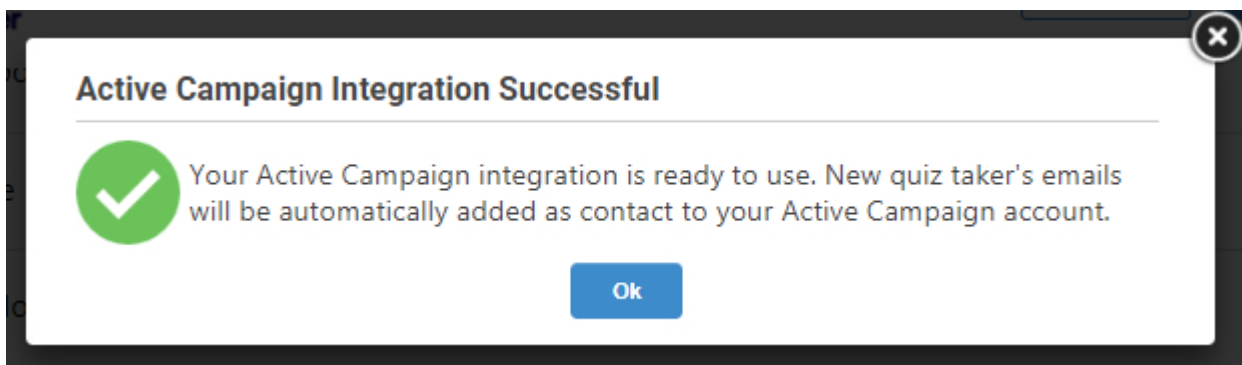 Active Campaign Integration Successful
Your Active Campaign integration is ready to use. New quiz taker's emails
will be automatically added as contact to your Active Campaign account.
Ok